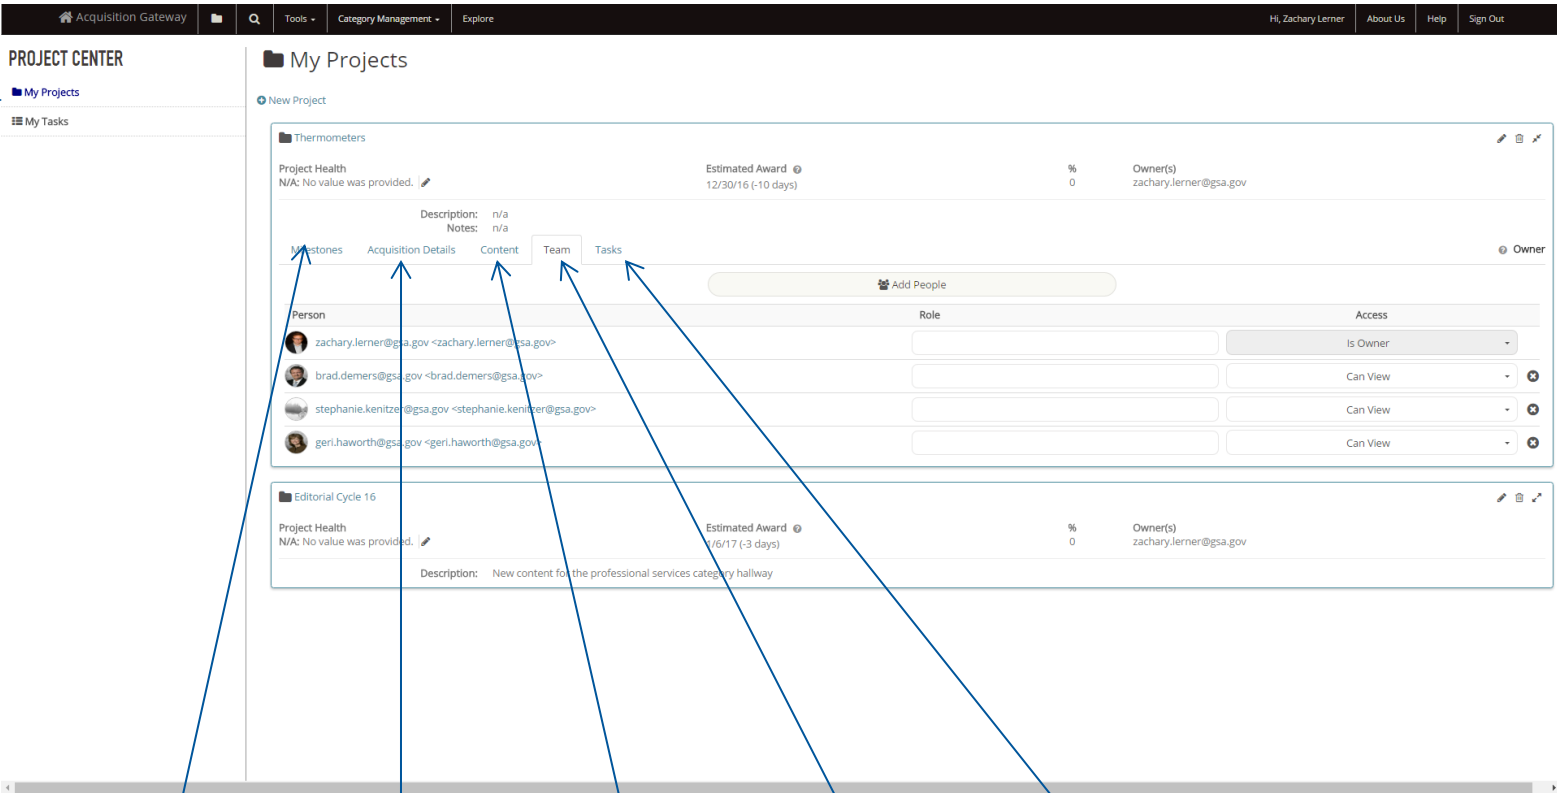 Acquisition Gateway Tools Category Management Explore Hi, Zachary Lerner About Us Help Sign Out
PROJECT CENTER
My Projects
My Tasks
My Projects
New Project
Thermometers
Project Health Estimated Award % Owner(s)
N/A: No value was provided. 12/30/16 (-10 days) 0 zachary.lerner@gsa.gov
Description: n/a
Notes: n/a
Milestones Acquisition Details Content Team Tasks Owner
Add People
Person Role Access
zachary.lerner@gsa.gov <zachary.lerner@gsa.gov> Is Owner
brad.demers@gsa.gov <brad.demers@gsa.gov> Can View
stephanie.kenitzer@gsa.gov <stephanie.kenitzer@gsa.gov> Can View
geri.haworth@gsa.gov <geri.haworth@gsa.gov> Can View
Editorial Cycle 16
Project Health Estimated Award % Owner(s)
N/A: No value was provided. 1/6/17 (-3 days) 0 zachary.lerner@gsa.gov
Description: New content for the professional services category hallway